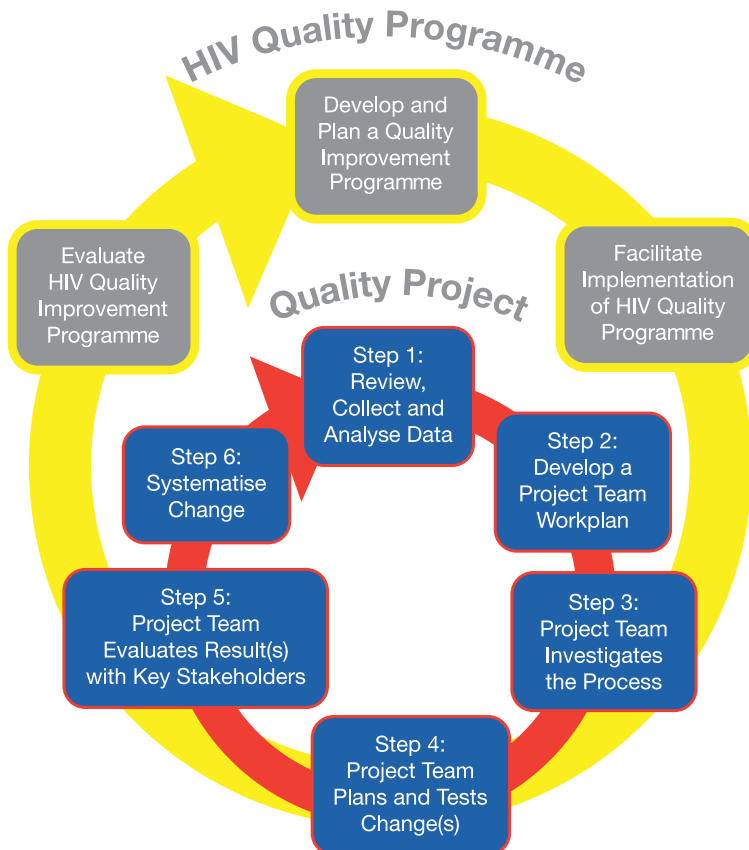 HIV Quality Programme
Develop and
Plan a Quality
Improvement
Programme
Evaluate
HIV Quality
Improvement
Programme
Facilitate
Implementation
of HIV Quality
Programme
Quality Project
Step 1:
Review,
Collect and
Analyse Data
Step 2:
Develop a
Project Team
Workplan
Step 3:
Project Team
Investigates
the Process
Step 4:
Project Team
Plans and Tests
Change(s)
Step 5:
Project Team
Evaluates Result(s)
with Key Stakeholders
Step 6:
Systematise
Change